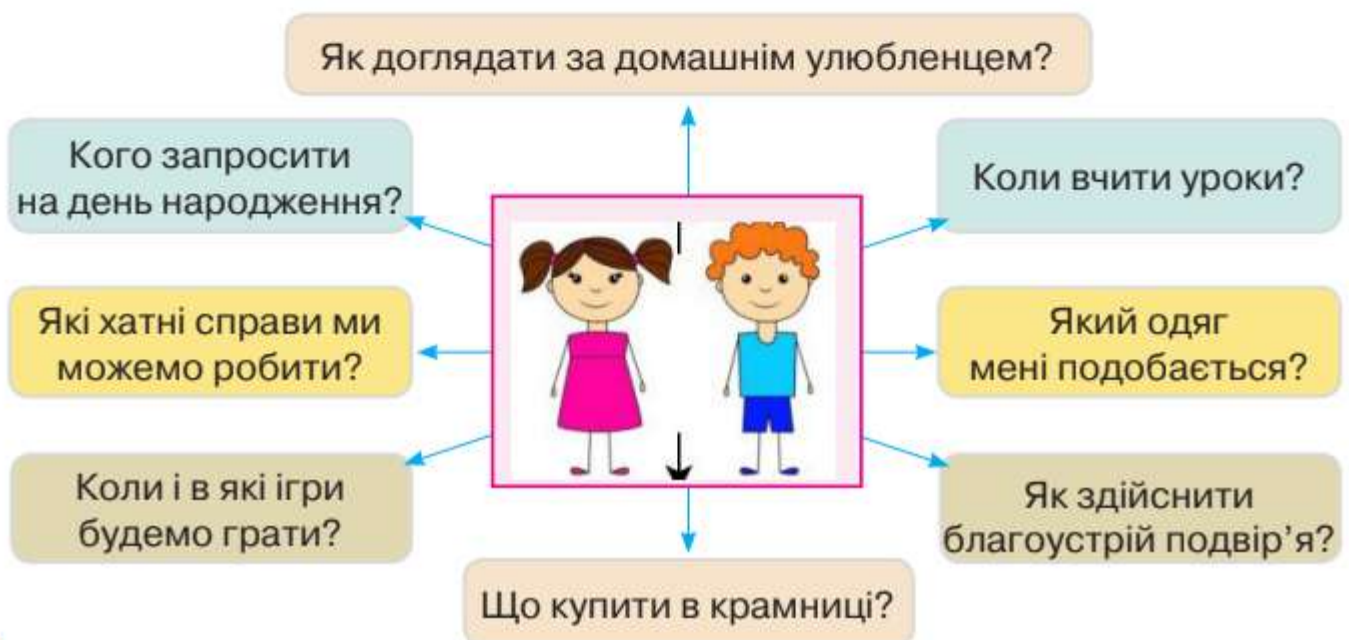 Як доглядати за домашнім улюбленцем?
Кого запросити
на день народження?
Коли вчити уроки?
Які хатні справи ми
можемо робити?
Який одяг
мені подобається?
Коли і в які ігри
будемо грати?
Як здійснити
благоустрій подвір’я?
Що купити в крамниці?